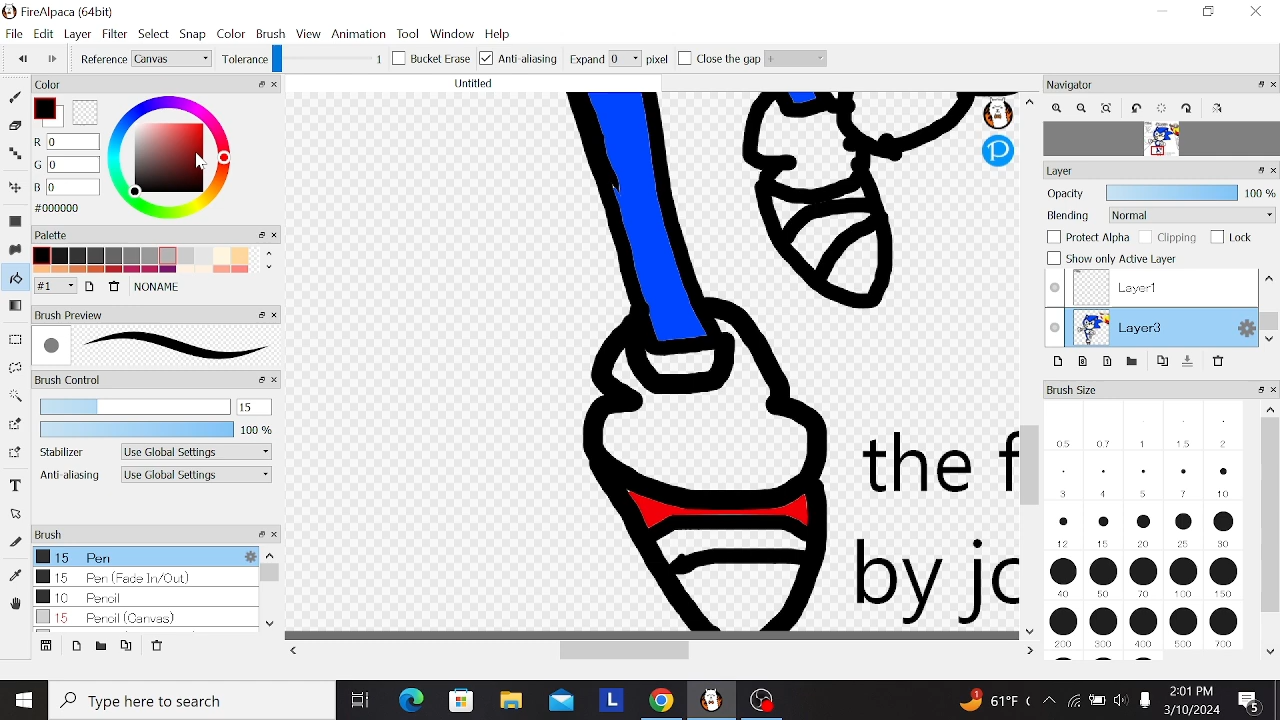 FireAlpaca (64bit)
File Edit Layer Filter Select Snap Color Brush View Animation Tool Window Help
Reference Canvas Tolerance 1 Bucket Erase Anti-aliasing Expand 0 pixel Close the gap +
Color
Untitled
Navigator
R 0
G 0
B 0
#000000
Layer
Opacity 100 %
Blending Normal
Protect Alpha Clipping Lock
Show only Active Layer
Palette
#1 NONAME
Layer1
Layer3
Brush Preview
Brush Control
15
100 %
Stabilizer Use Global Settings
Anti-aliasing Use Global Settings
Brush Size
0.5 0.7 1 1.5 2
5 7 10
12 15 20 25 30
40 50 70 100 150
200 300 400 500 700
the f
by jo
Brush
15 Pen
15 Pen (Fade In/Out)
10 Pencil
15 Pencil (Canvas)
Type here to search
L
1
61°F
3:01 PM
3/10/2024
5